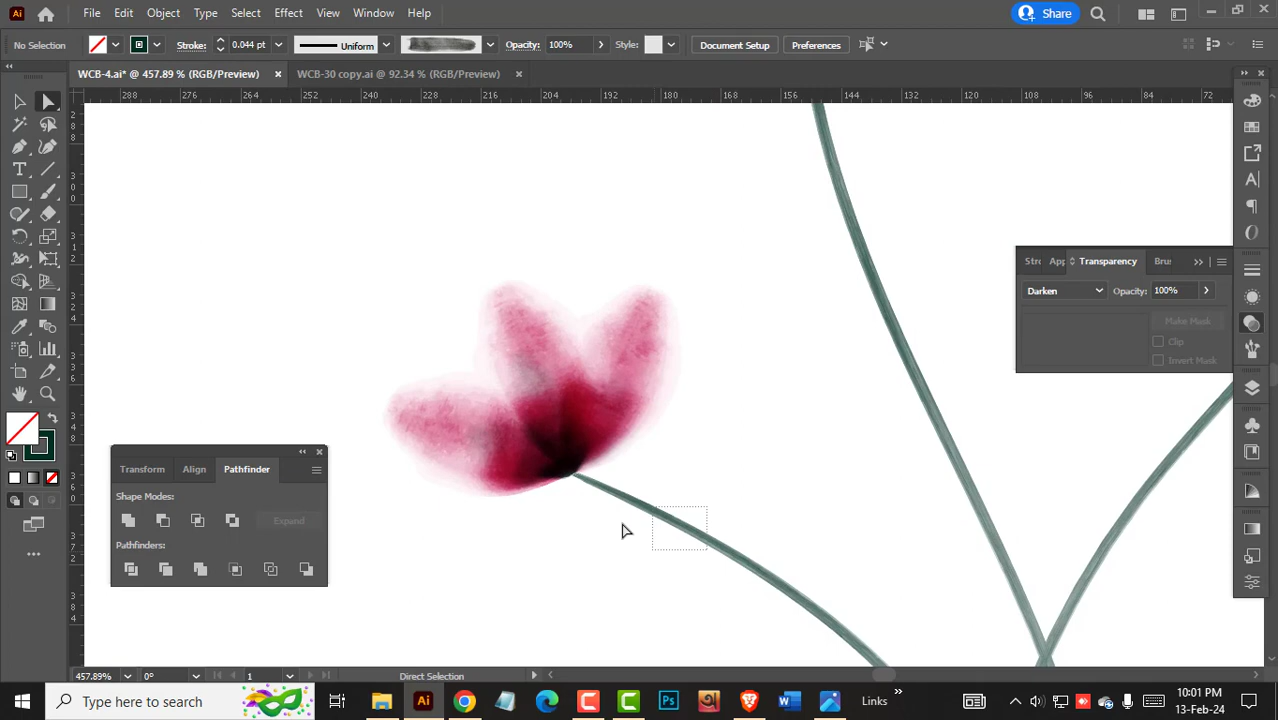 Ai File Edit Object Type Select Effect View Window Help Share
No Selection Stroke: 0.044 pt Uniform Opacity: 100% Style: Document Setup Preferences
WCB-4.ai* @ 457.89 % (RGB/Preview) × WCB-30 copy.ai @ 92.34 % (RGB/Preview) ×
288 276 264 252 240 228 216 204 192 180 168 156 144 132 120 108 96 84 72
Str App Transparency Bru
Darken Opacity: 100%
Make Mask
Clip
Invert Mask
Transform Align Pathfinder
Shape Modes:
Expand
Pathfinders:
457.89% 0° 1 Direct Selection
Type here to search Ai Ps W Links 10:01 PM
13-Feb-24